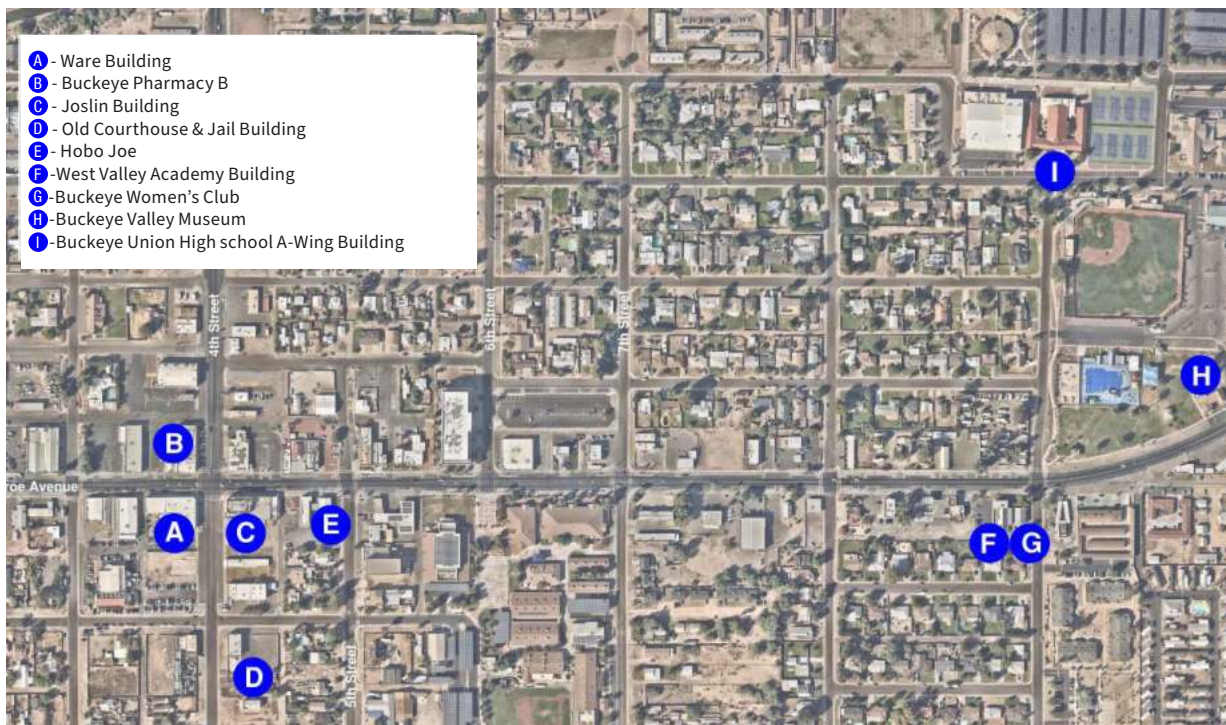 A - Ware Building
B - Buckeye Pharmacy B
C - Joslin Building
D - Old Courthouse & Jail Building
E - Hobo Joe
F -West Valley Academy Building
G -Buckeye Women’s Club
H -Buckeye Valley Museum
I -Buckeye Union High school A-Wing Building
I
4th Street
6th Street
7th Street
H
B
roe Avenue
A
C
E
F
G
D
5th Street